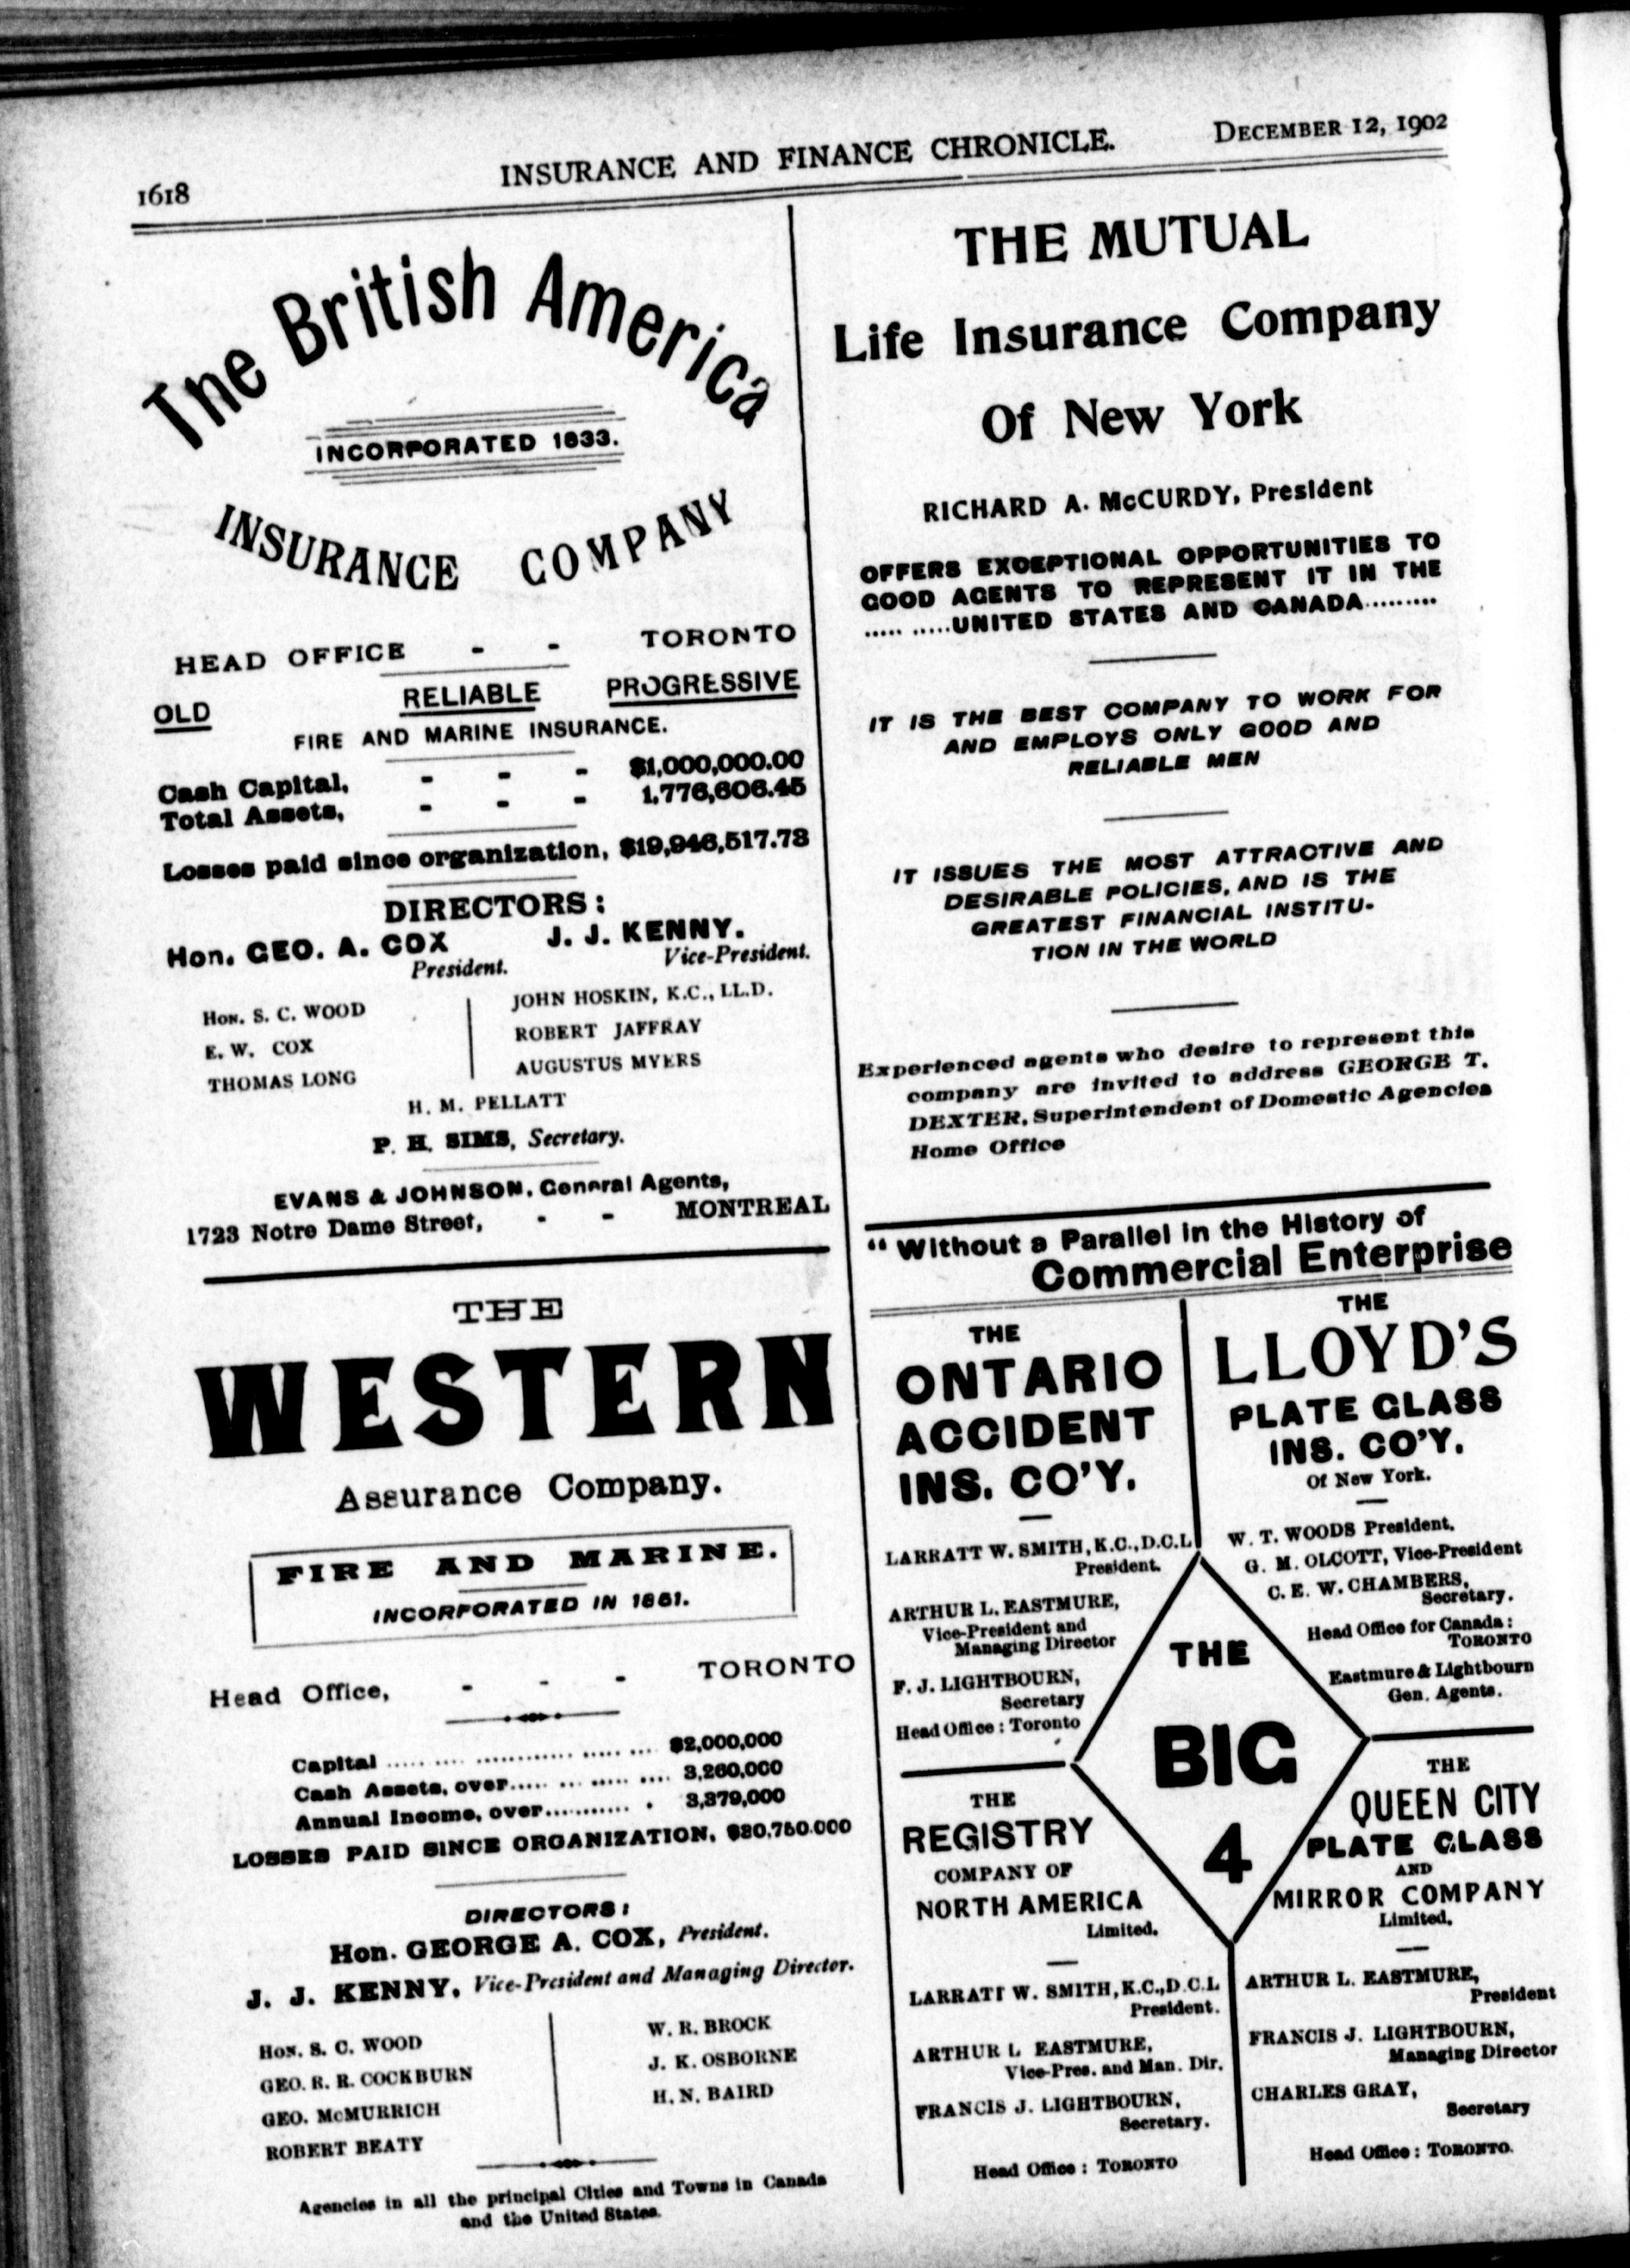 1618
INSURANCE AND FINANCE CHRONICLE.
DECEMBER 12, 1902
The British America
INCORPORATED 1833.
INSURANCE COMPANY
HEAD OFFICE - - TORONTO
OLD RELIABLE PROGRESSIVE
FIRE AND MARINE INSURANCE.
Cash Capital, - - - $1,000,000.00
Total Assets, - - - 1,776,606.45
Losses paid since organization, $19,946,517.73
DIRECTORS:
Hon. GEO. A. COX J. J. KENNY.
President. Vice-President.
HON. S. C. WOOD JOHN HOSKIN, K.C., LL.D.
E. W. COX ROBERT JAFFRAY
THOMAS LONG AUGUSTUS MYERS
H. M. PELLATT
P. H. SIMS, Secretary.
EVANS & JOHNSON, General Agents,
1723 Notre Dame Street, - - MONTREAL
THE
WESTERN
Assurance Company.
FIRE AND MARINE.
INCORPORATED IN 1851.
Head Office, - - - TORONTO
Capital ..... .... ............ ..... ... $2,000,000
Cash Assets, over..... ... ..... .... 3,260,000
Annual Income, over........... . 3,379,000
LOSSES PAID SINCE ORGANIZATION, $30,750.000
DIRECTORS:
Hon. GEORGE A. COX, President.
J. J. KENNY, Vice-President and Managing Director.
HON. S. C. WOOD W. R. BROCK
GEO. R. R. COCKBURN J. K. OSBORNE
GEO. McMURRICH H. N. BAIRD
ROBERT BEATY
Agencies in all the principal Cities and Towns in Canada
and the United States.
THE MUTUAL
Life Insurance Company
Of New York
RICHARD A. McCURDY, President
OFFERS EXCEPTIONAL OPPORTUNITIES TO
GOOD AGENTS TO REPRESENT IT IN THE
..... .....UNITED STATES AND CANADA.........
IT IS THE BEST COMPANY TO WORK FOR
AND EMPLOYS ONLY GOOD AND
RELIABLE MEN
IT ISSUES THE MOST ATTRACTIVE AND
DESIRABLE POLICIES, AND IS THE
GREATEST FINANCIAL INSTITU-
TION IN THE WORLD
Experienced agents who desire to represent this
company are invited to address GEORGE T.
DEXTER, Superintendent of Domestic Agencies
Home Office
"Without a Parallel in the History of
Commercial Enterprise
THE
ONTARIO
ACCIDENT
INS. CO'Y.
LARRATT W. SMITH, K.C., D.C.L
President.
ARTHUR L. EASTMURE,
Vice-President and
Managing Director
F. J. LIGHTBOURN,
Secretary
Head Office: Toronto
THE
LLOYD'S
PLATE GLASS
INS. CO'Y.
Of New York.
W. T. WOODS President.
G. M. OLCOTT, Vice-President
C. E. W. CHAMBERS,
Secretary.
Head Office for Canada:
TORONTO
Eastmure & Lightbourn
Gen. Agents.
THE
BIG
4
THE
REGISTRY
COMPANY OF
NORTH AMERICA
Limited.
LARRATT W. SMITH, K.C., D.C.L
President.
ARTHUR L EASTMURE,
Vice-Pres. and Man. Dir.
FRANCIS J. LIGHTBOURN,
Secretary.
Head Office: TORONTO
THE
QUEEN CITY
PLATE GLASS
AND
MIRROR COMPANY
Limited.
ARTHUR L. EASTMURE,
President
FRANCIS J. LIGHTBOURN,
Managing Director
CHARLES GRAY,
Secretary
Head Office: TORONTO.